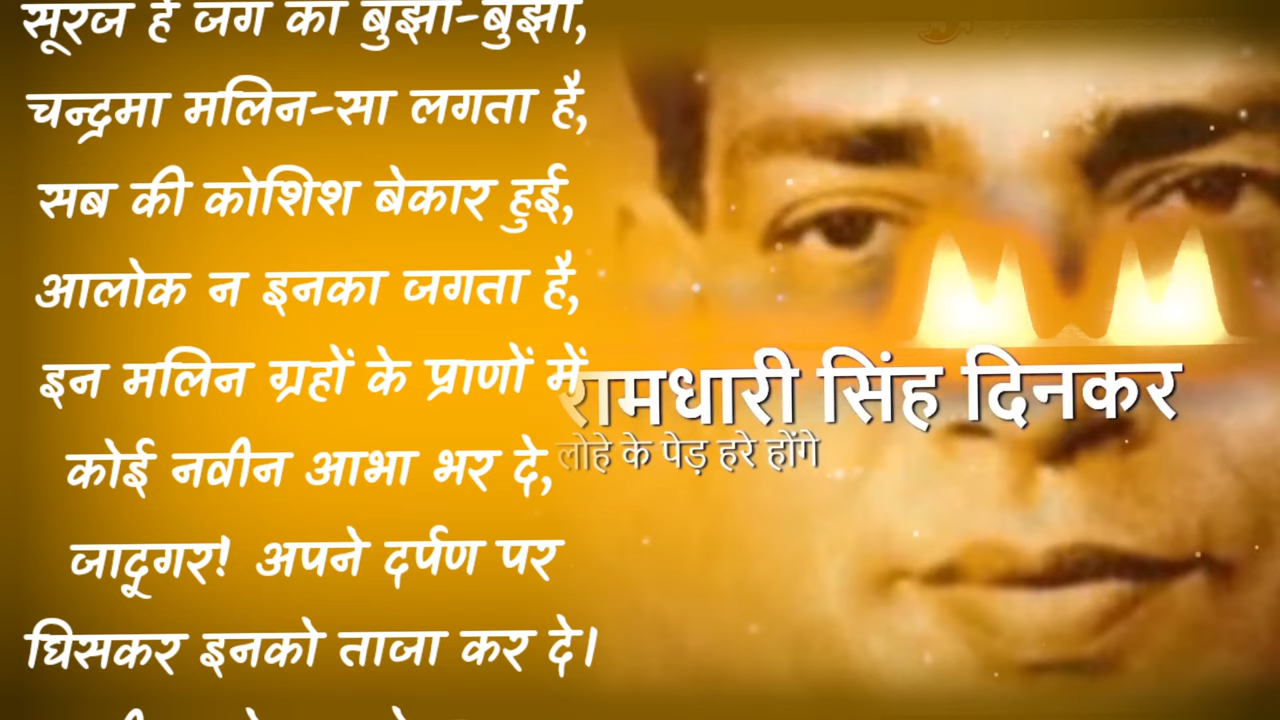 सूरज है जग का बुझा-बुझा,
चन्द्रमा मलिन-सा लगता है,
सब की कोशिश बेकार हुई,
आलोक न इनका जगता है,
इन मलिन ग्रहों के प्राणों में
कोई नवीन आभा भर दे,
जादूगर! अपने दर्पण पर
घिसकर इनको ताजा कर दे।
रामधारी सिंह दिनकर
लोहे के पेड़ हरे होंगे